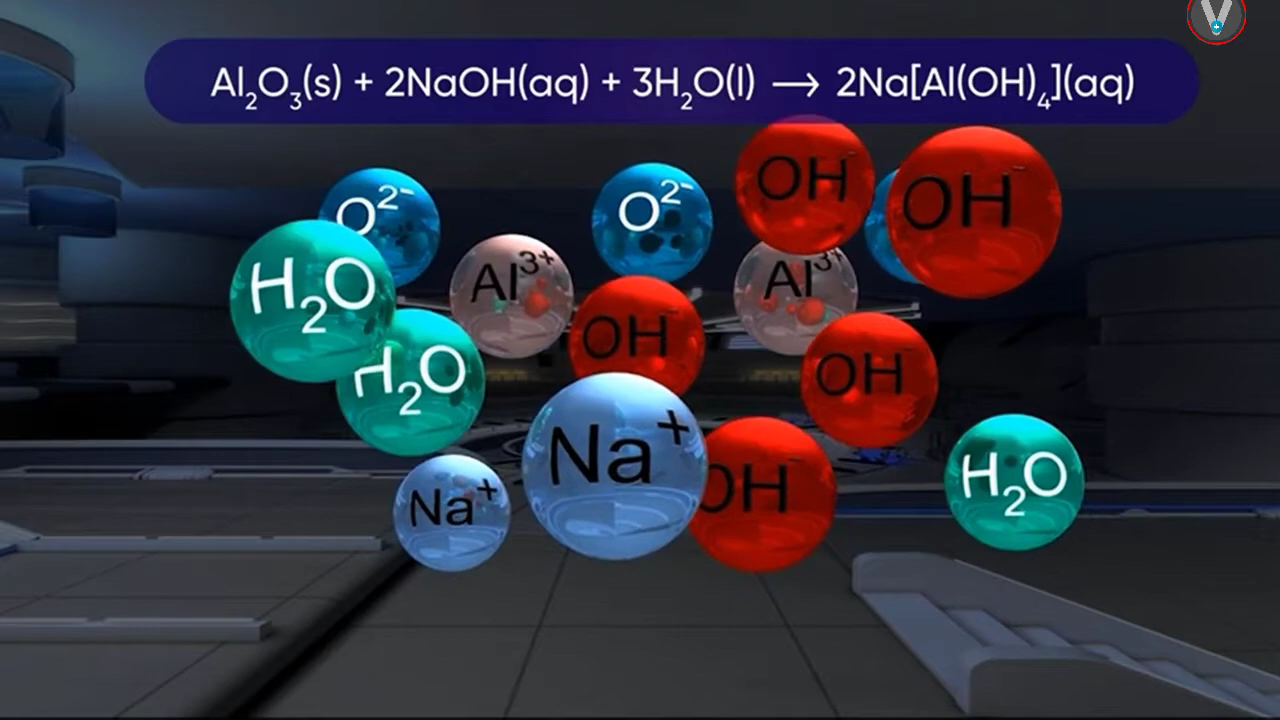 Al₂O₃(s) + 2NaOH(aq) + 3H₂O(l) ⟶ 2Na[Al(OH)₄](aq)
O²⁻ O²⁻ OH⁻ OH⁻
H₂O Al³⁺ Al³⁺
H₂O OH⁻ OH⁻
Na⁺ Na⁺ OH⁻ H₂O
V